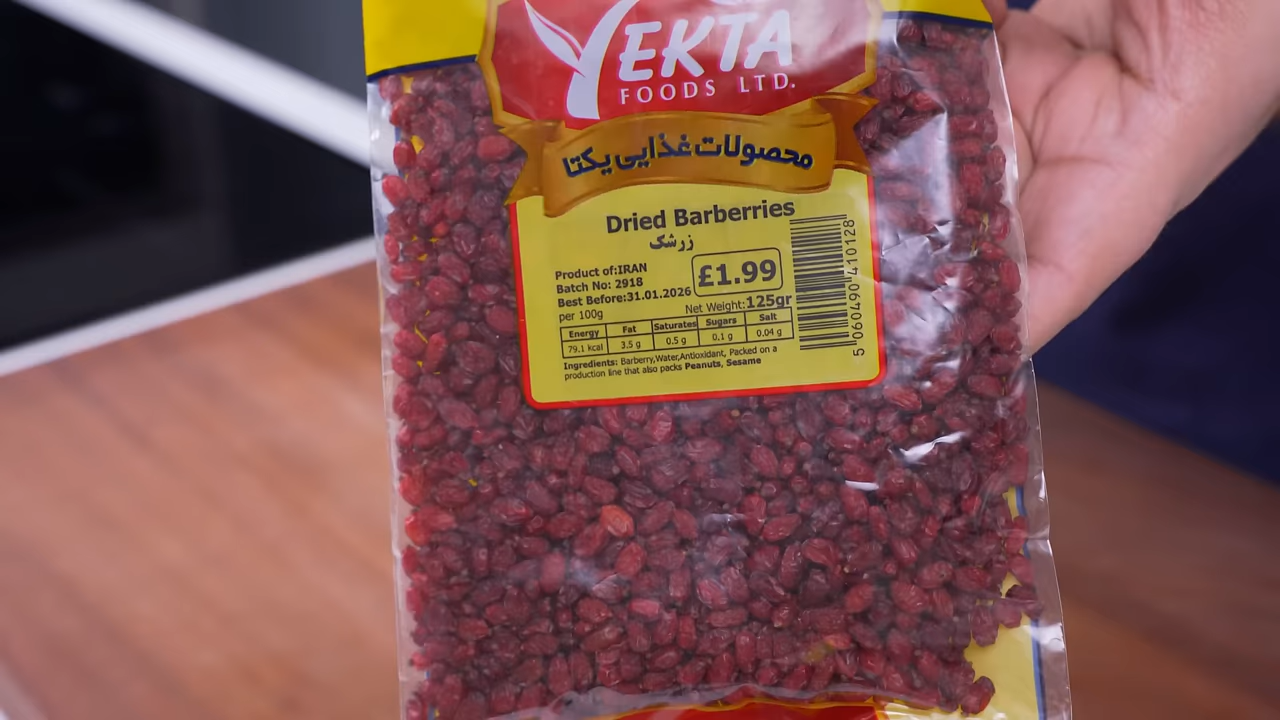 YEKTA
FOODS LTD.
محصولات غذایی یکتا
Dried Barberries
زرشک
Product of:IRAN
Batch No: 2918
Best Before:31.01.2026
£1.99
per 100g
Net Weight:125gr
Energy Fat Saturates Sugars Salt
79.1 kcal 3.5 g 0.5 g 0.1 g 0.04 g
Ingredients: Barberry,Water,Antioxidant, Packed on a
production line that also packs Peanuts, Sesame
5 060490 410128